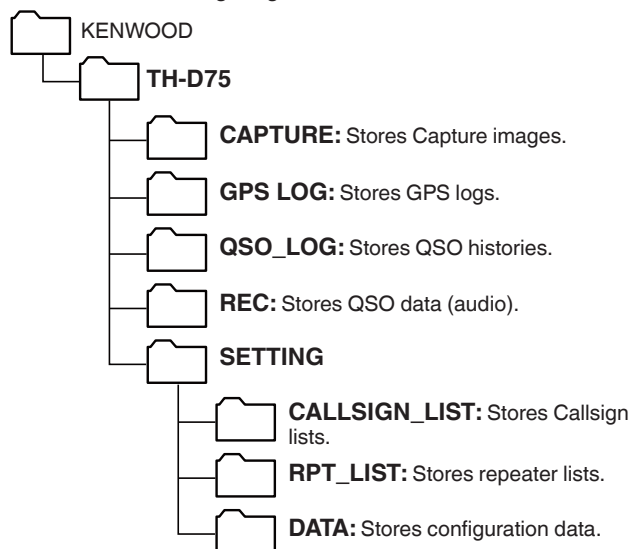 KENWOOD
TH-D75
CAPTURE: Stores Capture images.
GPS LOG: Stores GPS logs.
QSO_LOG: Stores QSO histories.
REC: Stores QSO data (audio).
SETTING
CALLSIGN_LIST: Stores Callsign
lists.
RPT_LIST: Stores repeater lists.
DATA: Stores configuration data.